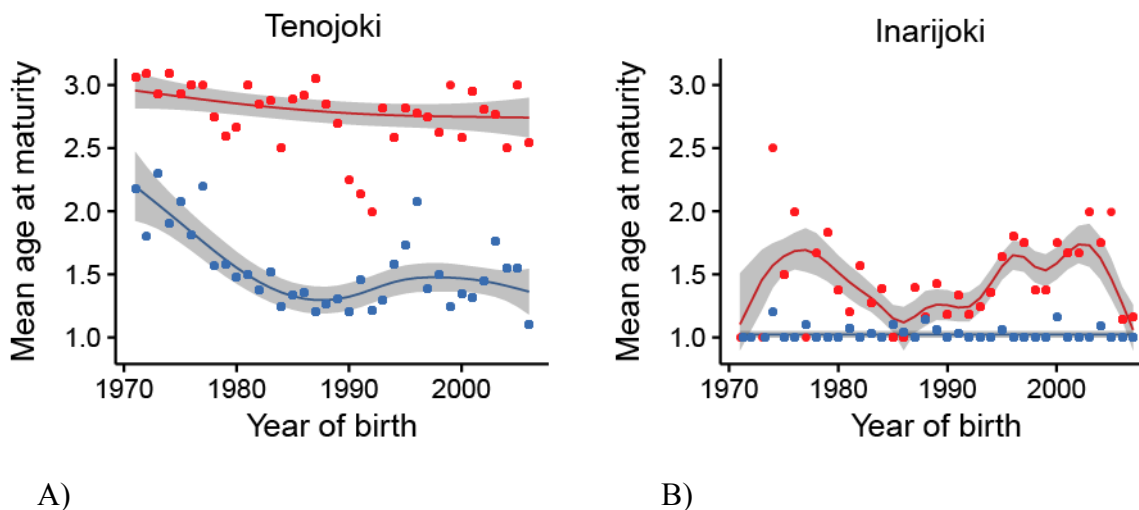 Tenojoki
Mean age at maturity
3.0
2.5
2.0
1.5
1.0
1970 1980 1990 2000
Year of birth
A)
Inarijoki
Mean age at maturity
3.0
2.5
2.0
1.5
1.0
1970 1980 1990 2000
Year of birth
B)